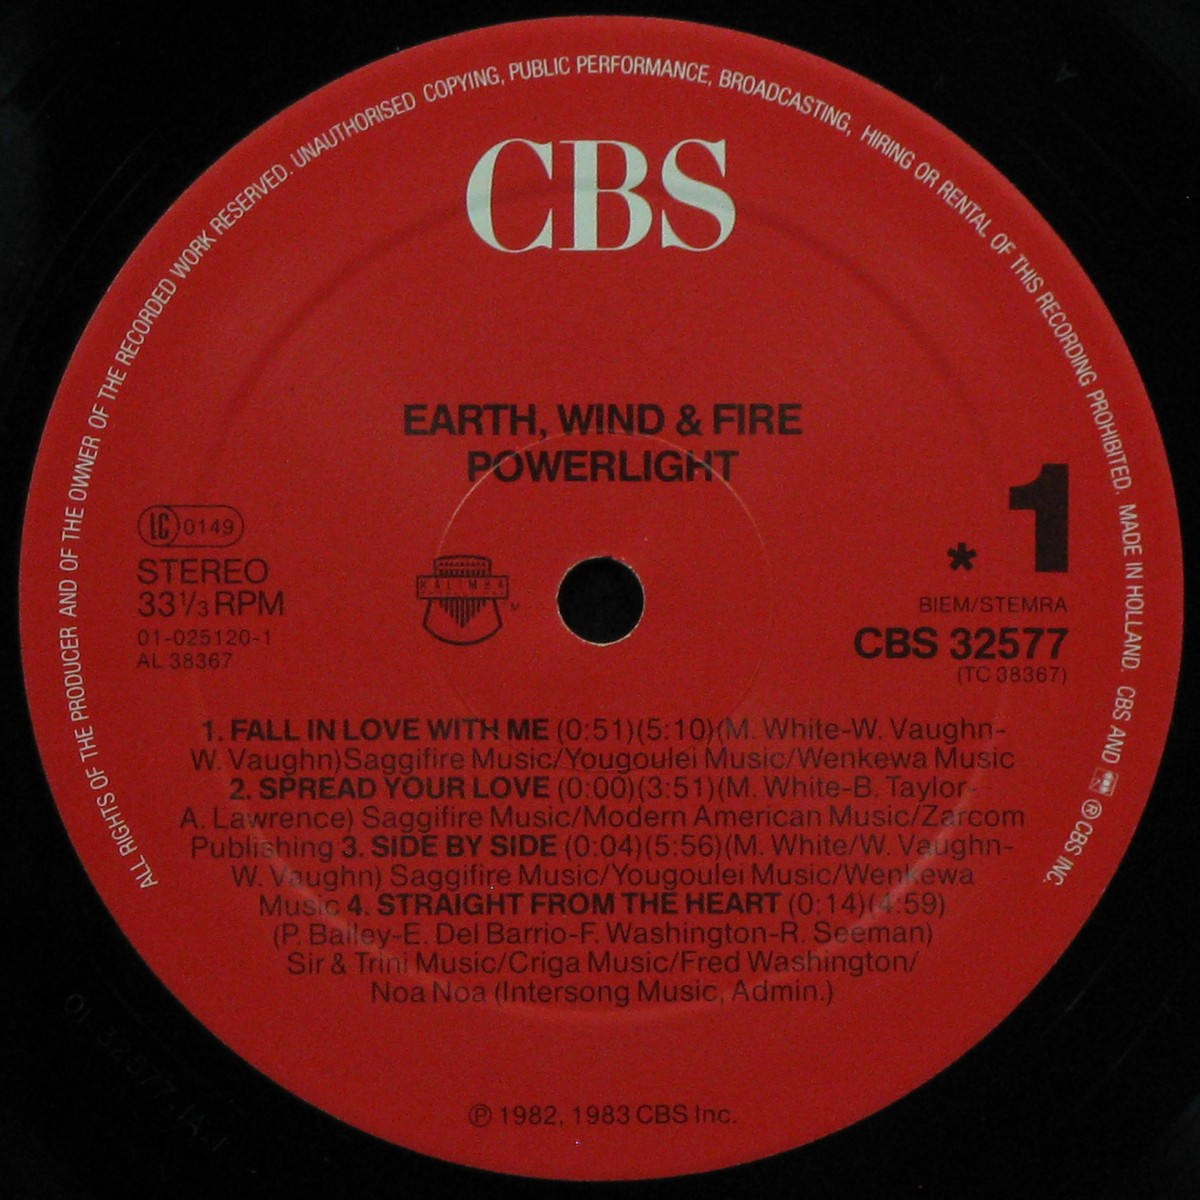 ALL RIGHTS OF THE PRODUCER AND OF THE OWNER OF THE RECORDED WORK RESERVED. UNAUTHORISED COPYING, PUBLIC PERFORMANCE, BROADCASTING, HIRING OR RENTAL OF THIS RECORDING PROHIBITED. MADE IN HOLLAND. CBS AND ® CBS INC.
CBS
EARTH, WIND & FIRE
POWERLIGHT
LC 0149
STEREO
33 1/3 RPM
01-025120-1
AL 38367
KALIMBA
* 1
BIEM/STEMRA
CBS 32577
(TC 38367)
1. FALL IN LOVE WITH ME (0:51)(5:10)(M. White-W. Vaughn-
W. Vaughn)Saggifire Music/Yougoulei Music/Wenkewa Music
2. SPREAD YOUR LOVE (0:00)(3:51)(M. White-B. Taylor-
A. Lawrence) Saggifire Music/Modern American Music/Zarcom
Publishing 3. SIDE BY SIDE (0:04)(5:56)(M. White/W. Vaughn-
W. Vaughn) Saggifire Music/Yougoulei Music/Wenkewa
Music 4. STRAIGHT FROM THE HEART (0:14)(4:59)
(P. Bailey-E. Del Barrio-F. Washington-R. Seeman)
Sir & Trini Music/Criga Music/Fred Washington/
Noa Noa (Intersong Music, Admin.)
℗ 1982, 1983 CBS Inc.